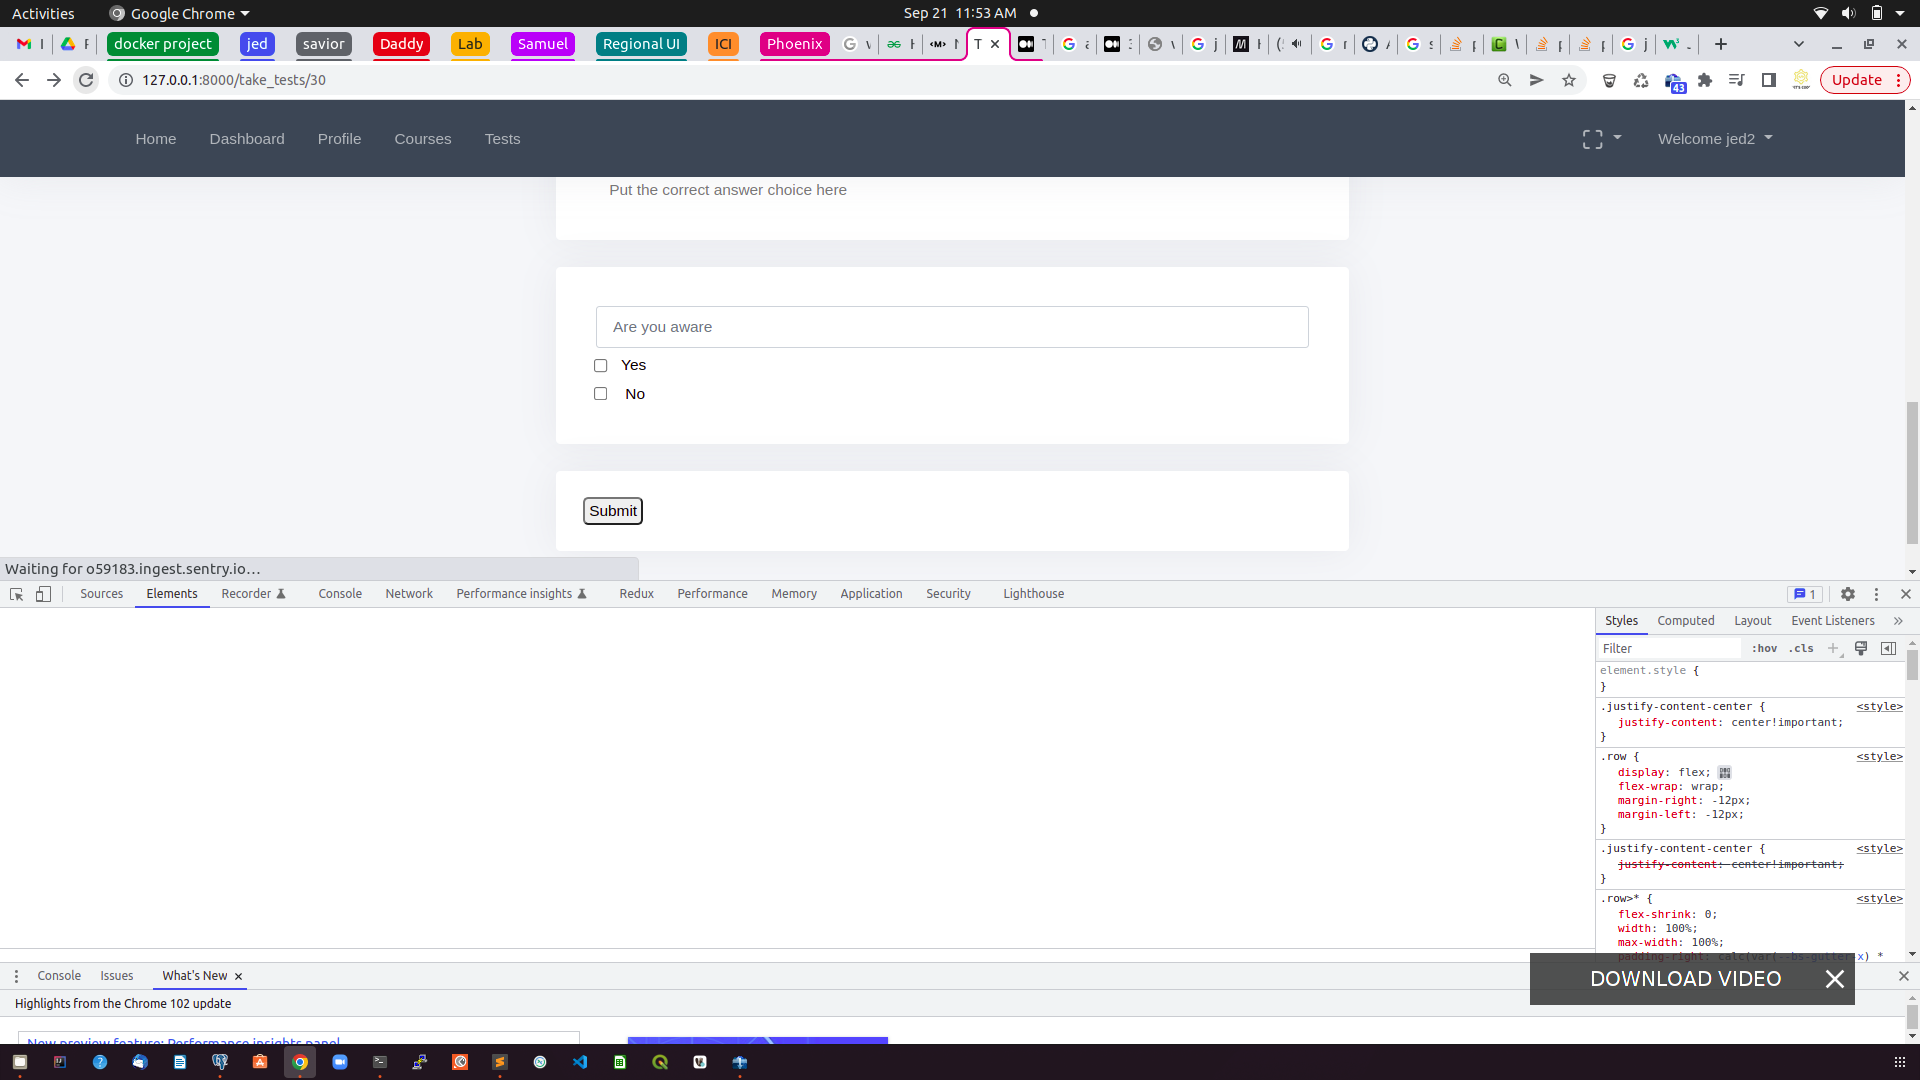 Activities
Google Chrome
Sep 21 11:53 AM
docker project
jed
savior
Daddy
Lab
Samuel
Regional UI
ICI
Phoenix
127.0.0.1:8000/take_tests/30
43
Update
Home
Dashboard
Profile
Courses
Tests
Welcome jed2
Put the correct answer choice here
Are you aware
Yes
No
Submit
Waiting for o59183.ingest.sentry.io…
Sources
Elements
Recorder
Console
Network
Performance insights
Redux
Performance
Memory
Application
Security
Lighthouse
1
Styles
Computed
Layout
Event Listeners
Filter
:hov
.cls
element.style {
}
.justify-content-center {
<style>
justify-content: center!important;
}
.row {
<style>
display: flex;
flex-wrap: wrap;
margin-right: -12px;
margin-left: -12px;
}
.justify-content-center {
<style>
justify-content: center!important;
}
.row>* {
<style>
flex-shrink: 0;
width: 100%;
max-width: 100%;
padding-right: calc(var(--bs-gutter-x) *
DOWNLOAD VIDEO
Console
Issues
What's New
Highlights from the Chrome 102 update
New preview feature: Performance insights panel